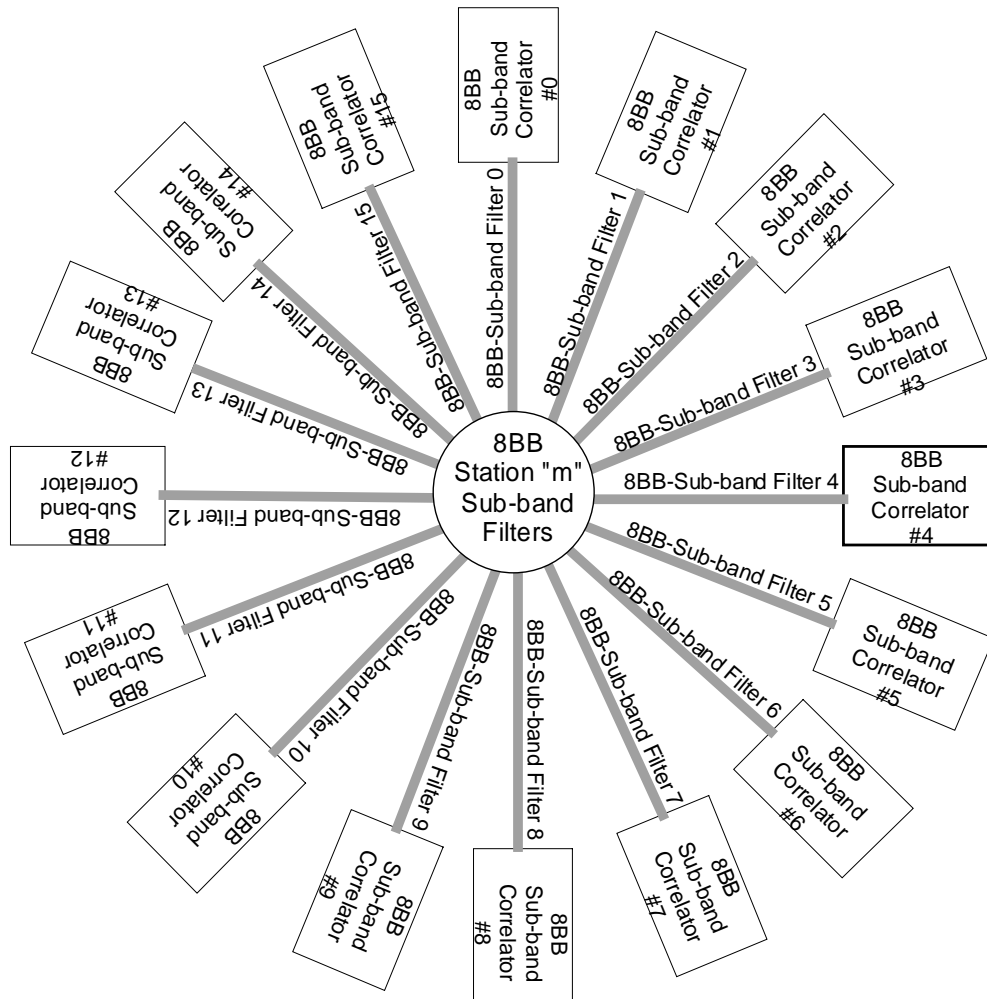 8BB
Station "m"
Sub-band
Filters
8BB-Sub-band Filter 0
8BB
Sub-band
Correlator
#0
8BB-Sub-band Filter 1
8BB
Sub-band
Correlator
#1
8BB-Sub-band Filter 2
8BB
Sub-band
Correlator
#2
8BB-Sub-band Filter 3
8BB
Sub-band
Correlator
#3
8BB-Sub-band Filter 4
8BB
Sub-band
Correlator
#4
8BB-Sub-band Filter 5
8BB
Sub-band
Correlator
#5
8BB-Sub-band Filter 6
8BB
Sub-band
Correlator
#6
8BB-Sub-band Filter 7
8BB
Sub-band
Correlator
#7
8BB-Sub-band Filter 8
8BB
Sub-band
Correlator
#8
8BB-Sub-band Filter 9
8BB
Sub-band
Correlator
#9
8BB-Sub-band Filter 10
8BB
Sub-band
Correlator
#10
8BB-Sub-band Filter 11
8BB
Sub-band
Correlator
#11
8BB-Sub-band Filter 12
8BB
Sub-band
Correlator
#12
8BB-Sub-band Filter 13
8BB
Sub-band
Correlator
#13
8BB-Sub-band Filter 14
8BB
Sub-band
Correlator
#14
8BB-Sub-band Filter 15
8BB
Sub-band
Correlator
#15